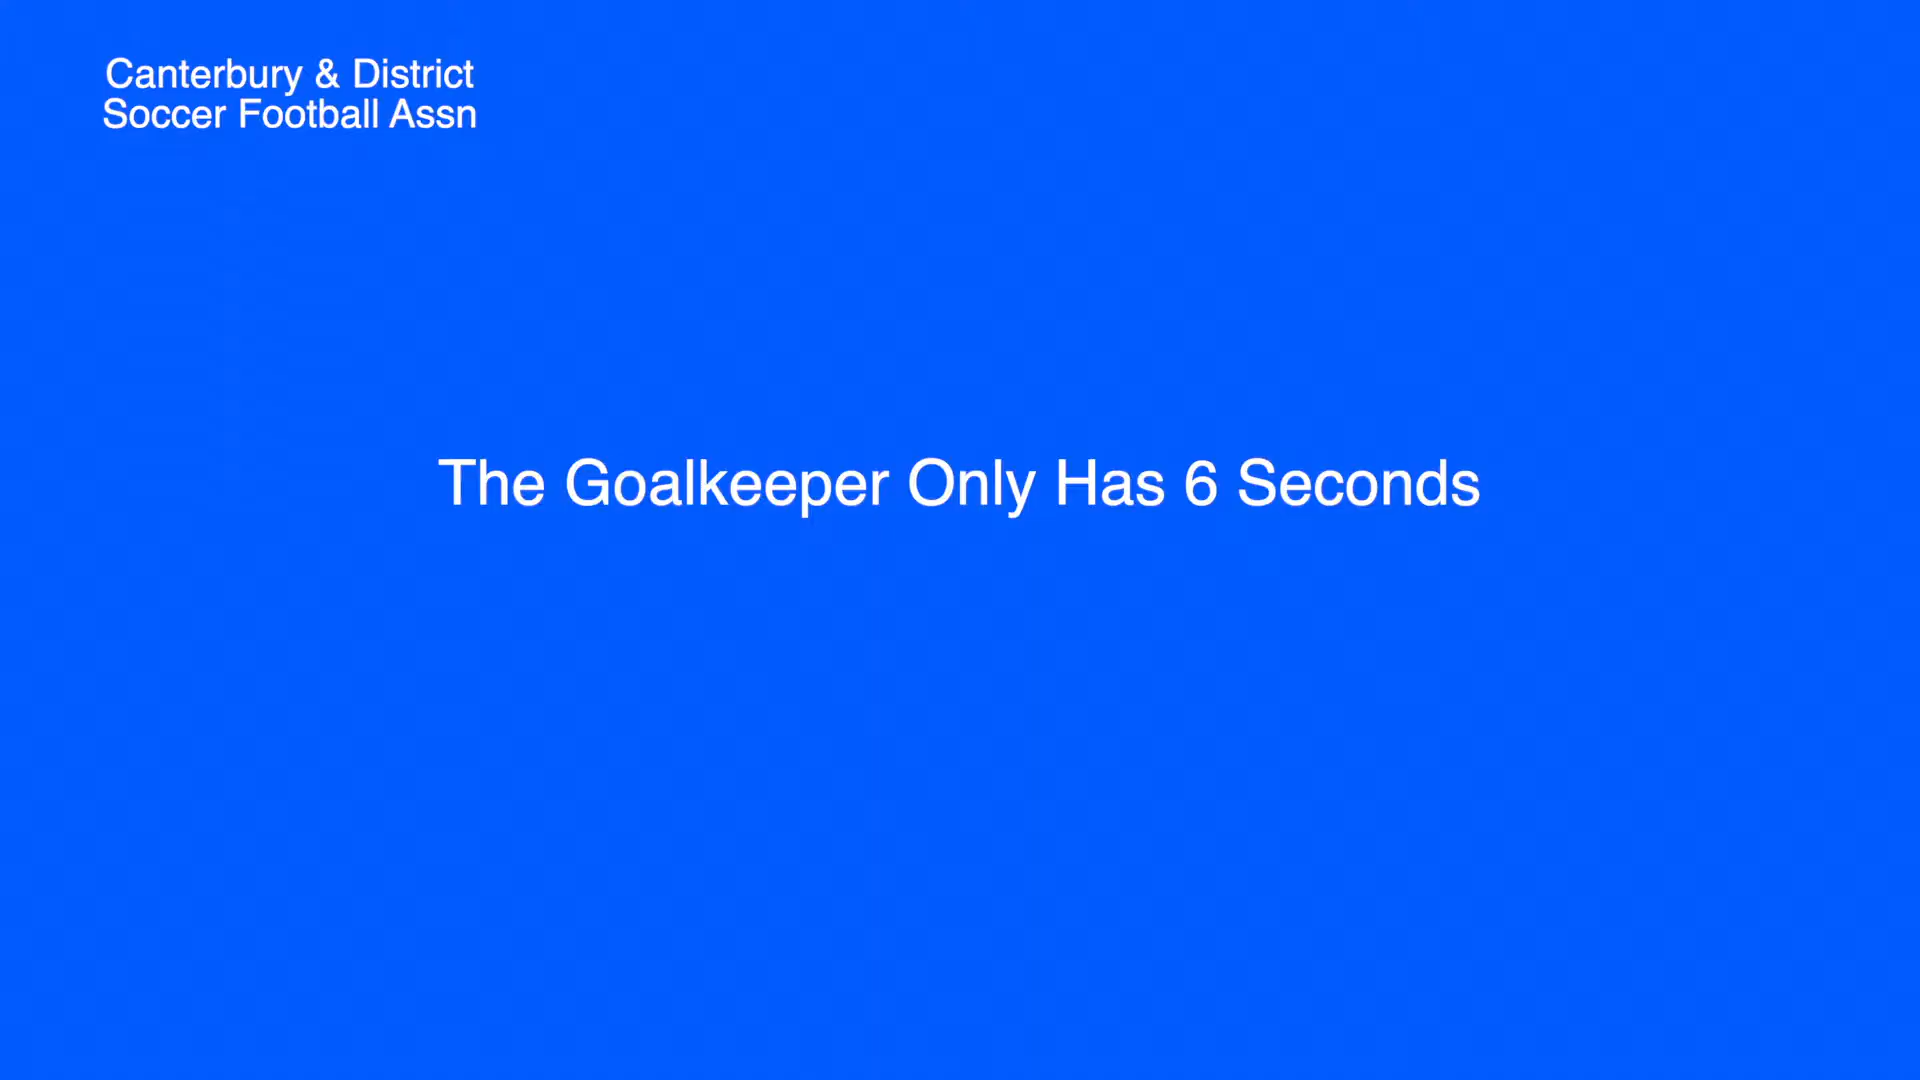 Canterbury & District
Soccer Football Assn
The Goalkeeper Only Has 6 Seconds